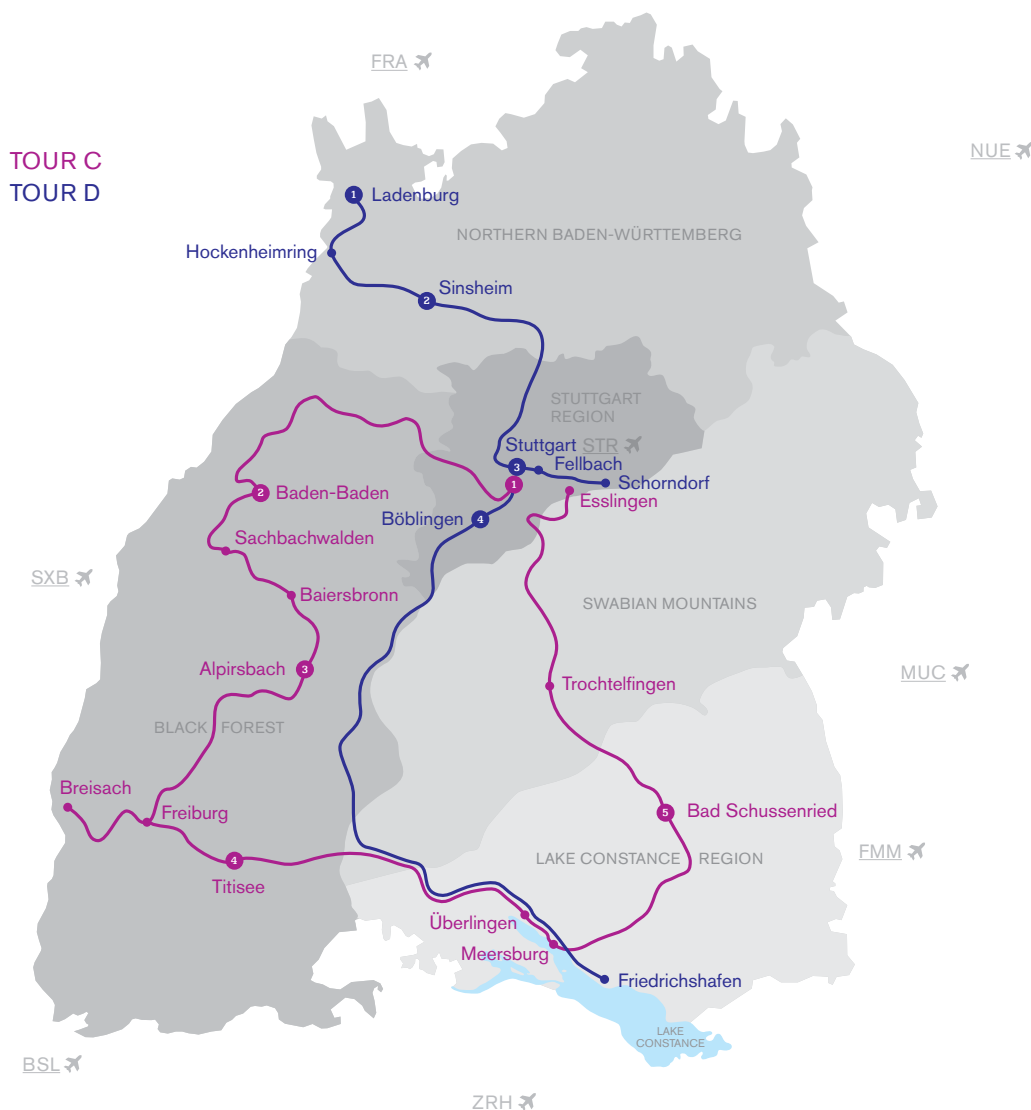 FRA
TOUR C
TOUR D
NUE
1 Ladenburg
NORTHERN BADEN-WÜRTTEMBERG
Hockenheimring
Sinsheim
2
STUTTGART
REGION
Stuttgart STR
3
Fellbach
Schorndorf
1
Esslingen
2 Baden-Baden
Böblingen 4
Sachbachwalden
SXB
Baiersbronn
SWABIAN MOUNTAINS
Alpirsbach 3
MUC
Trochtelfingen
BLACK FOREST
Breisach
Freiburg
5 Bad Schussenried
4
Titisee
LAKE CONSTANCE REGION
FMM
Überlingen
Meersburg
Friedrichshafen
LAKE
CONSTANCE
BSL
ZRH